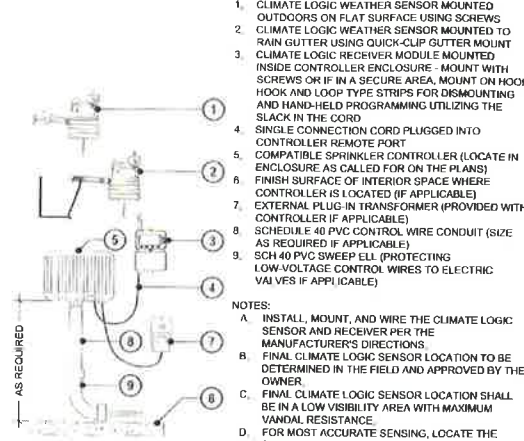 1. CLIMATE LOGIC WEATHER SENSOR MOUNTED
OUTDOORS ON FLAT SURFACE USING SCREWS
2. CLIMATE LOGIC WEATHER SENSOR MOUNTED TO
RAIN GUTTER USING QUICK-CLIP GUTTER MOUNT
3. CLIMATE LOGIC RECEIVER MODULE MOUNTED
INSIDE CONTROLLER ENCLOSURE - MOUNT WITH
SCREWS OR IF IN A SECURE AREA, MOUNT ON HOOK
HOOK AND LOOP TYPE STRIPS FOR DISMOUNTING
AND HAND-HELD PROGRAMMING UTILIZING THE
SLACK IN THE CORD
4. SINGLE CONNECTION CORD PLUGGED INTO
CONTROLLER REMOTE PORT
5. COMPATIBLE SPRINKLER CONTROLLER (LOCATE IN
ENCLOSURE AS CALLED FOR ON THE PLANS)
6. FINISH SURFACE OF INTERIOR SPACE WHERE
CONTROLLER IS LOCATED (IF APPLICABLE)
7. EXTERNAL PLUG-IN TRANSFORMER (PROVIDED WITH
CONTROLLER IF APPLICABLE)
8. SCHEDULE 40 PVC CONTROL WIRE CONDUIT (SIZE
AS REQUIRED IF APPLICABLE)
9. SCH 40 PVC SWEEP ELL (PROTECTING
LOW-VOLTAGE CONTROL WIRES TO ELECTRIC
VALVES IF APPLICABLE)
NOTES:
A. INSTALL, MOUNT, AND WIRE THE CLIMATE LOGIC
SENSOR AND RECEIVER PER THE
MANUFACTURER'S DIRECTIONS.
B. FINAL CLIMATE LOGIC SENSOR LOCATION TO BE
DETERMINED IN THE FIELD AND APPROVED BY THE
OWNER.
C. FINAL CLIMATE LOGIC SENSOR LOCATION SHALL
BE IN A LOW VISIBILITY AREA WITH MAXIMUM
VANDAL RESISTANCE.
D. FOR MOST ACCURATE SENSING, LOCATE THE
1
2
3
5
4
8
7
9
6
AS REQUIRED